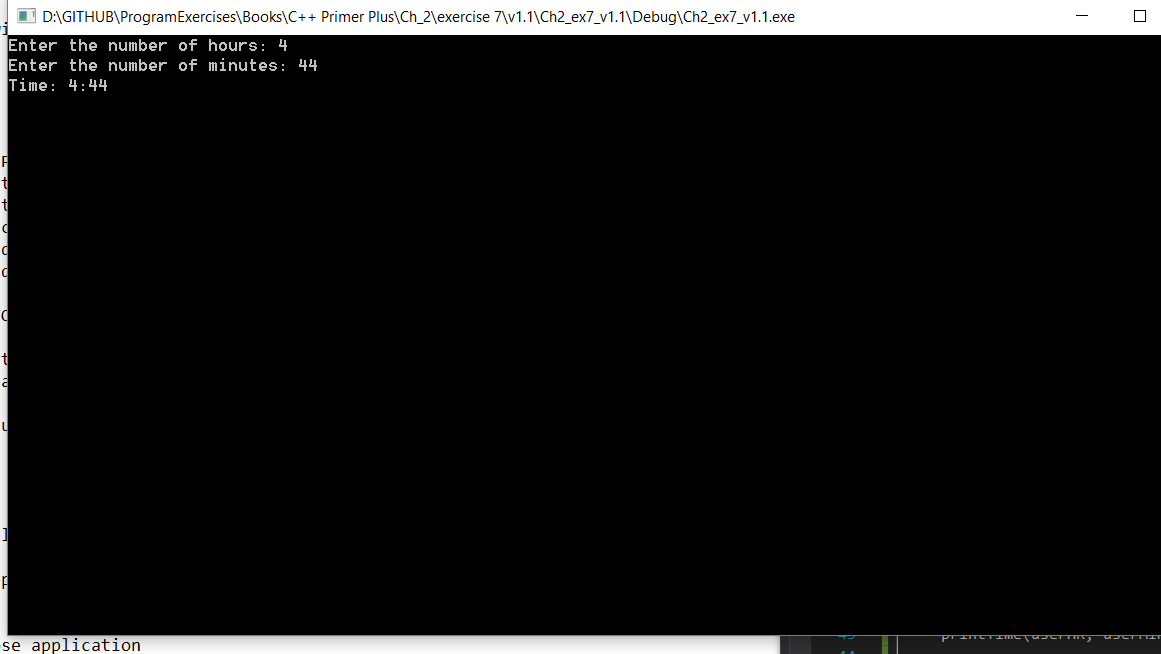 D:\GITHUB\ProgramExercises\Books\C++ Primer Plus\Ch_2\exercise 7\v1.1\Ch2_ex7_v1.1\Debug\Ch2_ex7_v1.1.exe
Enter the number of hours: 4
Enter the number of minutes: 44
Time: 4:44
application